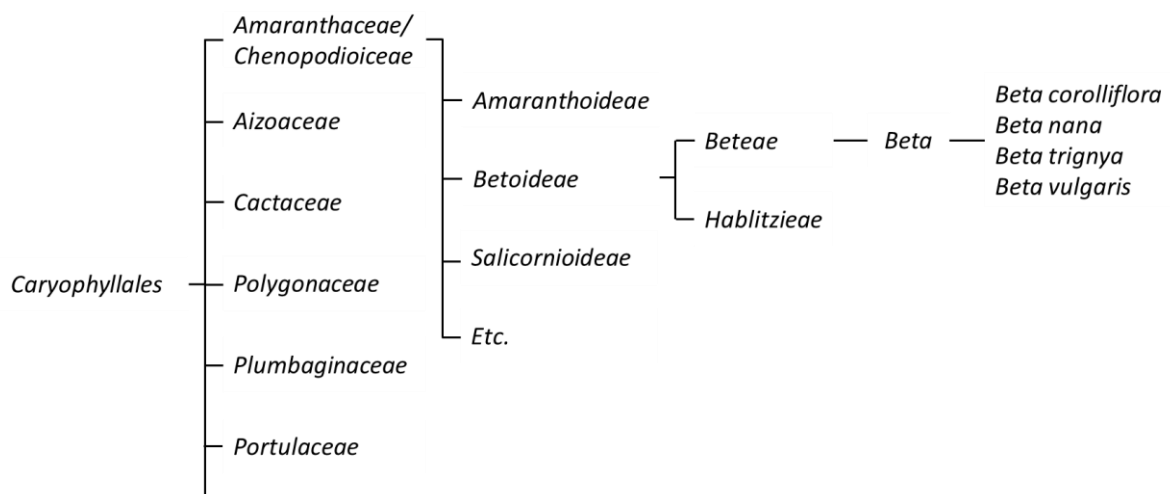 Amaranthaceae/
Chenopodioiceae
Aizoaceae
Cactaceae
Caryophyllales
Polygonaceae
Plumbaginaceae
Portulaceae
Amaranthoideae
Betoideae
Salicornioideae
Etc.
Beteae
Hablitzieae
Beta
Beta corolliflora
Beta nana
Beta trignya
Beta vulgaris